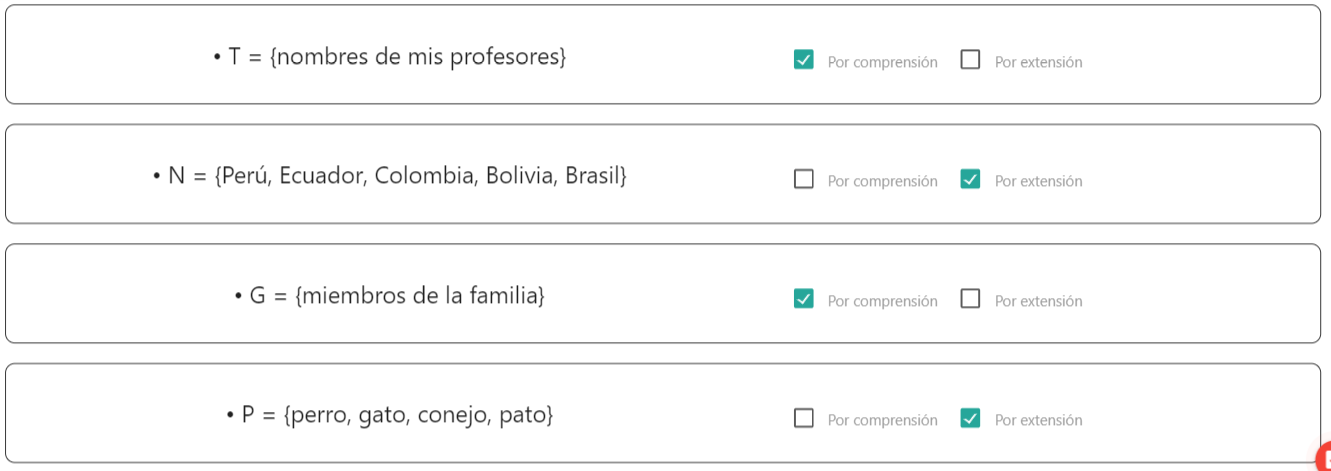 • T = {nombres de mis profesores} Por comprensión Por extensión
• N = {Perú, Ecuador, Colombia, Bolivia, Brasil} Por comprensión Por extensión
• G = {miembros de la familia} Por comprensión Por extensión
• P = {perro, gato, conejo, pato} Por comprensión Por extensión